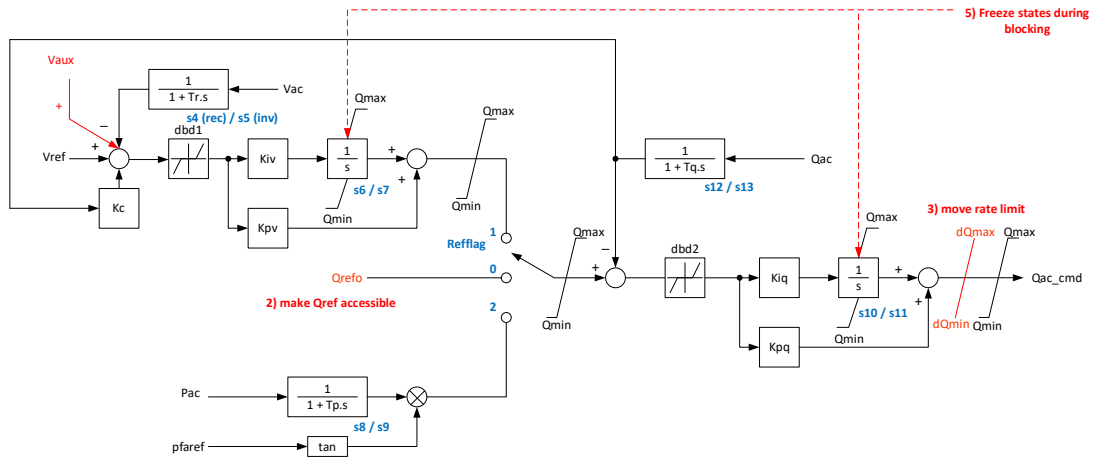 5) Freeze states during
blocking
Vaux
+
1
1 + Tr.s
Vac
s4 (rec) / s5 (inv)
−
Vref
+
Kc
dbd1
Kiv
Kpv
Qmax
1
s
Qmin
s6 / s7
+
+
Qmax
Qmin
1
Refflag
0
2
Qrefo
2) make Qref accessible
Qmax
Qmin
1
1 + Tq.s
Qac
s12 / s13
−
+
dbd2
Kiq
Kpq
Qmax
1
s
Qmin
s10 / s11
+
+
3) move rate limit
dQmax
Qmax
dQmin
Qmin
Qac_cmd
Pac
1
1 + Tp.s
s8 / s9
pfaref
tan